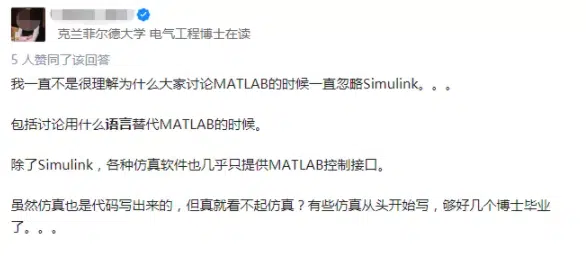 克兰菲尔德大学 电气工程博士在读
5 人赞同了该回答
我一直不是很理解为什么大家讨论MATLAB的时候一直忽略Simulink。。。
包括讨论用什么语言替代MATLAB的时候。
除了Simulink，各种仿真软件也几乎只提供MATLAB控制接口。
虽然仿真也是代码写出来的，但真就看不起仿真？有些仿真从头开始写，够好几个博士毕业
了。。。